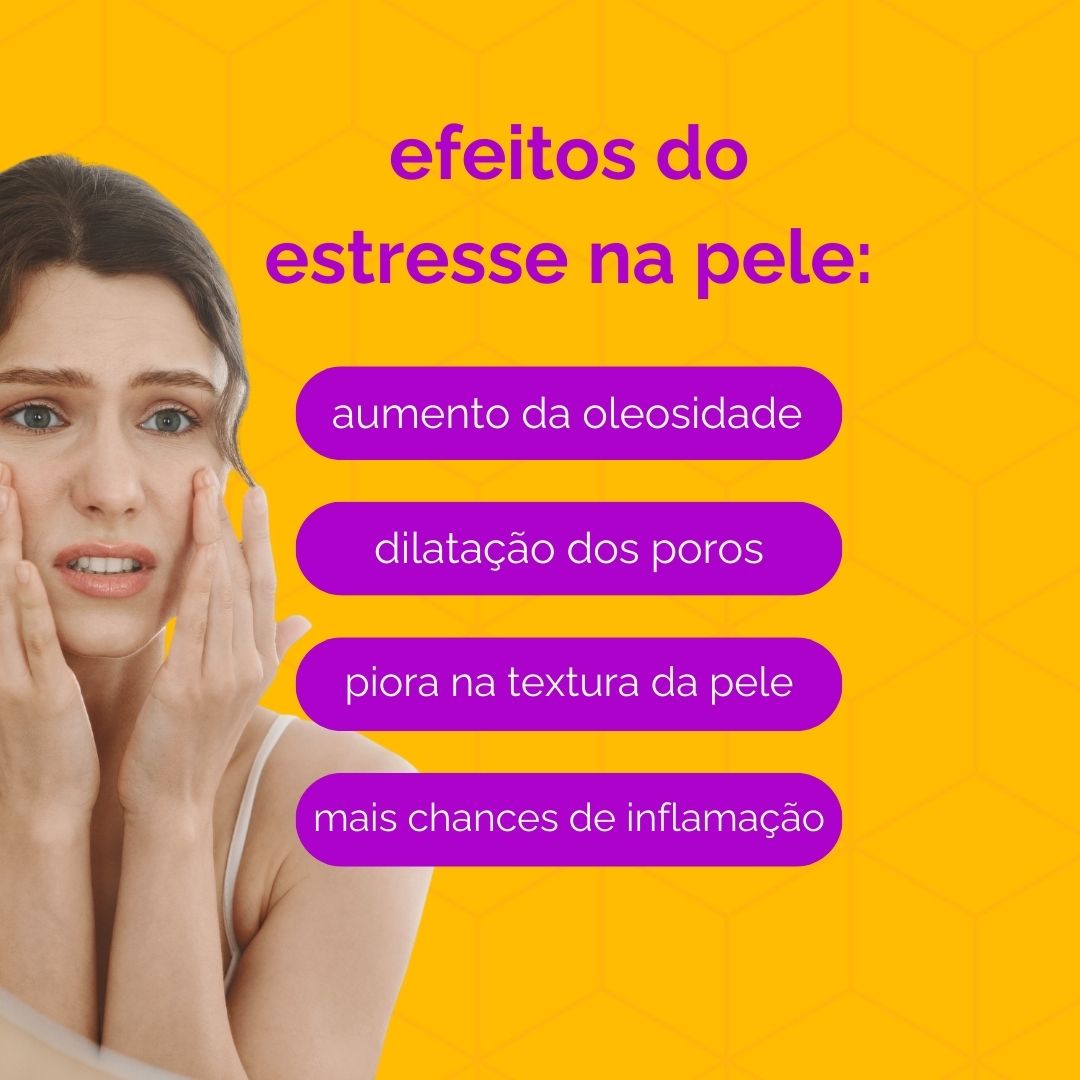 efeitos do
estresse na pele:
aumento da oleosidade
dilatação dos poros
piora na textura da pele
mais chances de inflamação